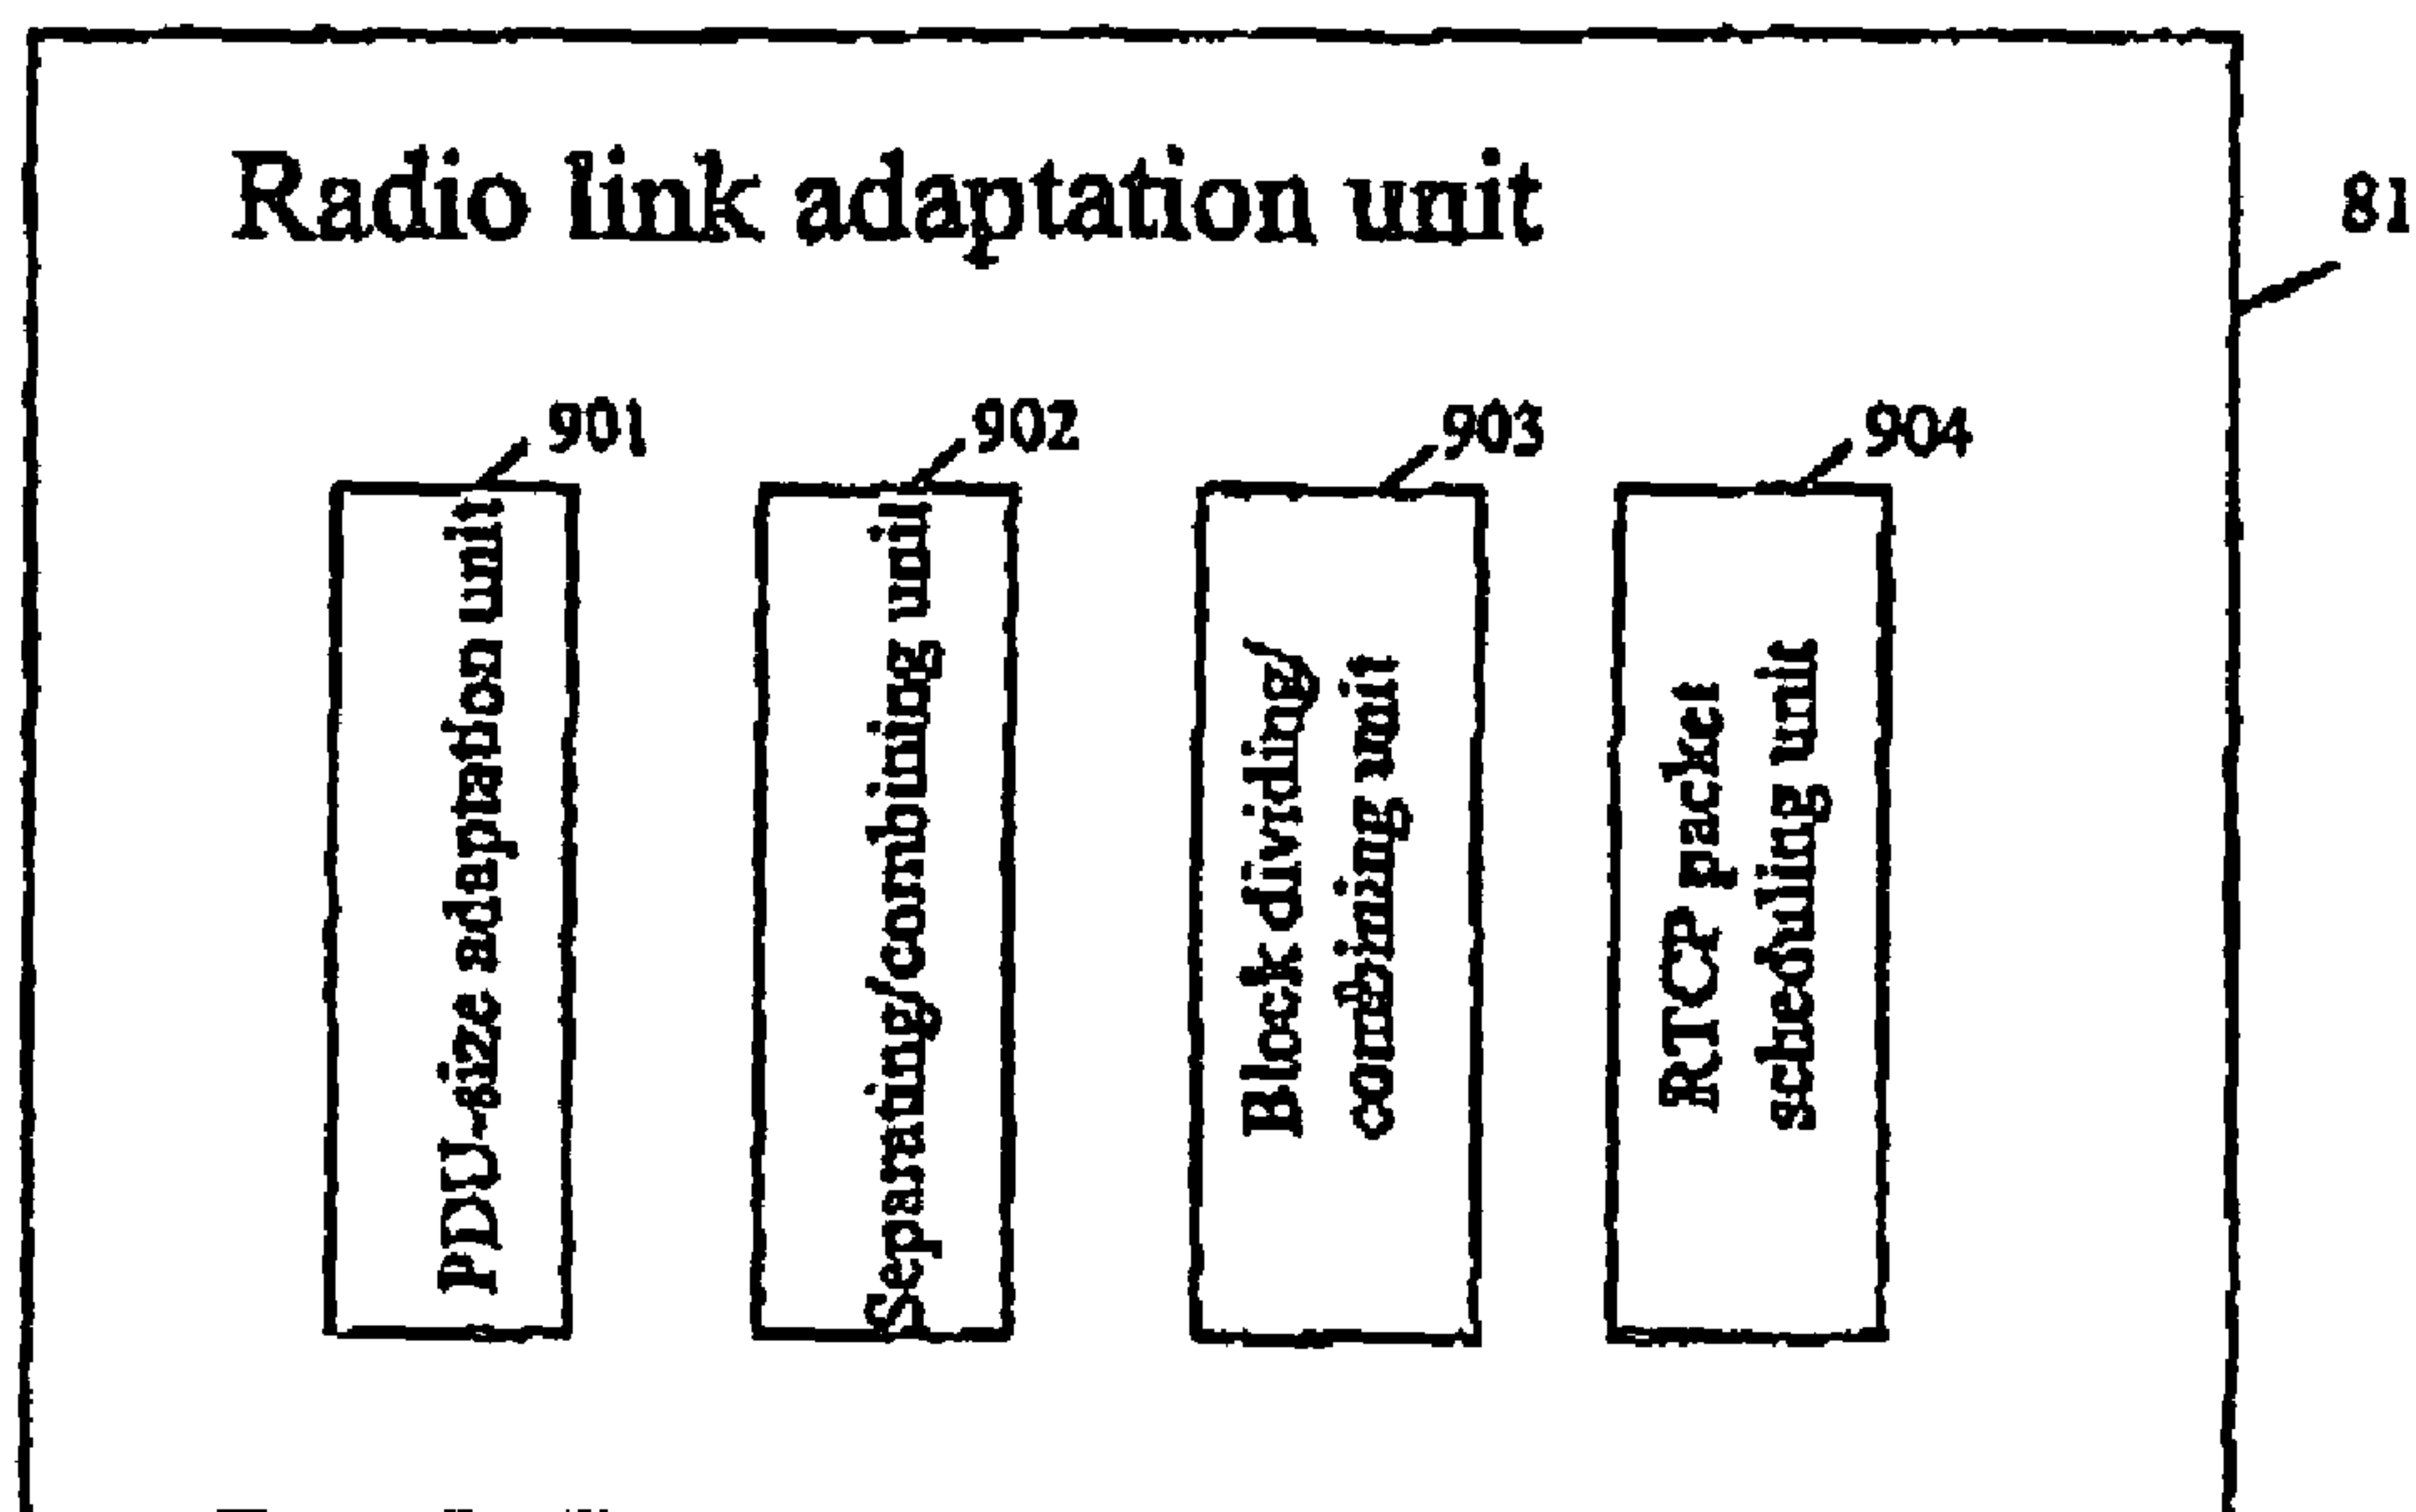 Radio link adaptation unit
81
901
902
903
904
PDU-size adaptation unit
Separating/combining unit
Block dividing/
combining unit
RTCP packet
scheduling unit